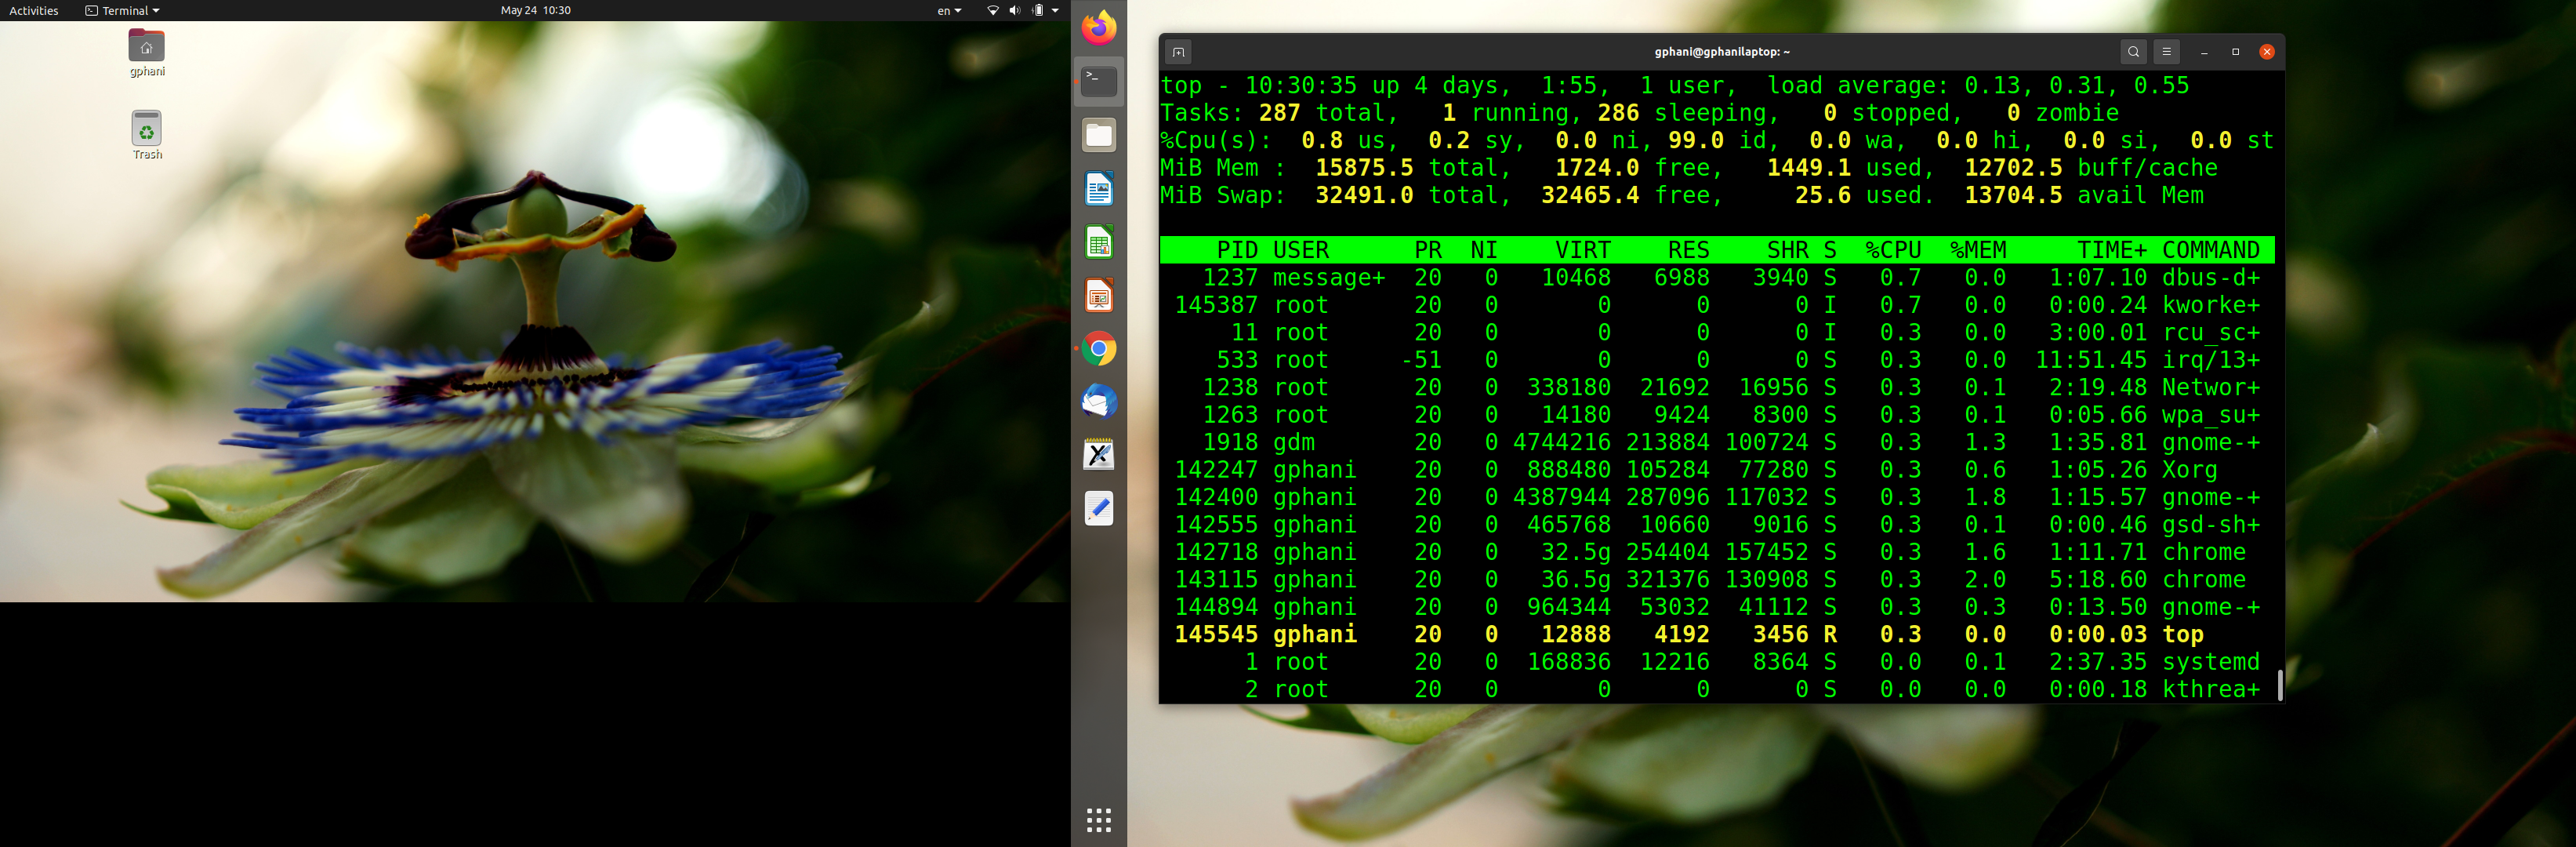 Activities Terminal May 24 10:30 en
gphani
Trash
gphani@gphanilaptop: ~
top - 10:30:35 up 4 days,  1:55,  1 user,  load average: 0.13, 0.31, 0.55
Tasks: 287 total,   1 running, 286 sleeping,   0 stopped,   0 zombie
%Cpu(s):  0.8 us,  0.2 sy,  0.0 ni, 99.0 id,  0.0 wa,  0.0 hi,  0.0 si,  0.0 st
MiB Mem :  15875.5 total,   1724.0 free,   1449.1 used,  12702.5 buff/cache
MiB Swap:  32491.0 total,  32465.4 free,     25.6 used.  13704.5 avail Mem
PID USER      PR  NI    VIRT    RES    SHR S  %CPU  %MEM     TIME+ COMMAND
1237 message+  20   0   10468   6988   3940 S   0.7   0.0   1:07.10 dbus-d+
145387 root      20   0       0      0      0 I   0.7   0.0   0:00.24 kworke+
11 root      20   0       0      0      0 I   0.3   0.0   3:00.01 rcu_sc+
533 root     -51   0       0      0      0 S   0.3   0.0  11:51.45 irq/13+
1238 root      20   0  338180  21692  16956 S   0.3   0.1   2:19.48 Networ+
1263 root      20   0   14180   9424   8300 S   0.3   0.1   0:05.66 wpa_su+
1918 gdm       20   0 4744216 213884 100724 S   0.3   1.3   1:35.81 gnome-+
142247 gphani    20   0  888480 105284  77280 S   0.3   0.6   1:05.26 Xorg
142400 gphani    20   0 4387944 287096 117032 S   0.3   1.8   1:15.57 gnome-+
142555 gphani    20   0  465768  10660   9016 S   0.3   0.1   0:00.46 gsd-sh+
142718 gphani    20   0   32.5g 254404 157452 S   0.3   1.6   1:11.71 chrome
143115 gphani    20   0   36.5g 321376 130908 S   0.3   2.0   5:18.60 chrome
144894 gphani    20   0  964344  53032  41112 S   0.3   0.3   0:13.50 gnome-+
145545 gphani    20   0   12888   4192   3456 R   0.3   0.0   0:00.03 top
1 root      20   0  168836  12216   8364 S   0.0   0.1   2:37.35 systemd
2 root      20   0       0      0      0 S   0.0   0.0   0:00.18 kthrea+